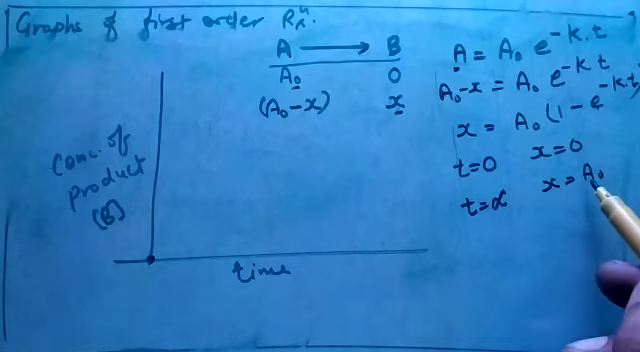 Graphs of first order Rxⁿ.
A ⟶ B
A₀ 0
(A₀-x) x
Conc. of
product
(B)
time
A = A₀ e^-k.t
A₀-x = A₀ e^-kt
x = A₀ (1 - e^-k.t)
t=0 x=0
t=∝ x=A₀